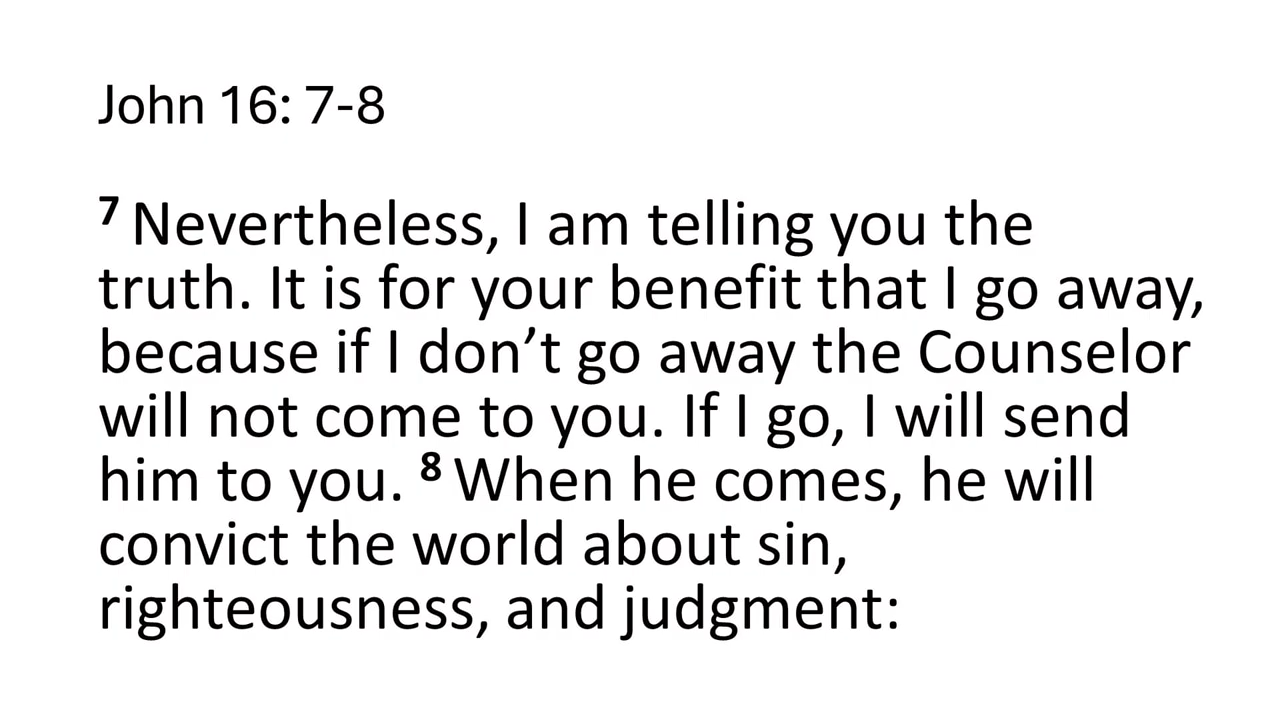 John 16: 7-8
7 Nevertheless, I am telling you the
truth. It is for your benefit that I go away,
because if I don’t go away the Counselor
will not come to you. If I go, I will send
him to you. 8 When he comes, he will
convict the world about sin,
righteousness, and judgment: